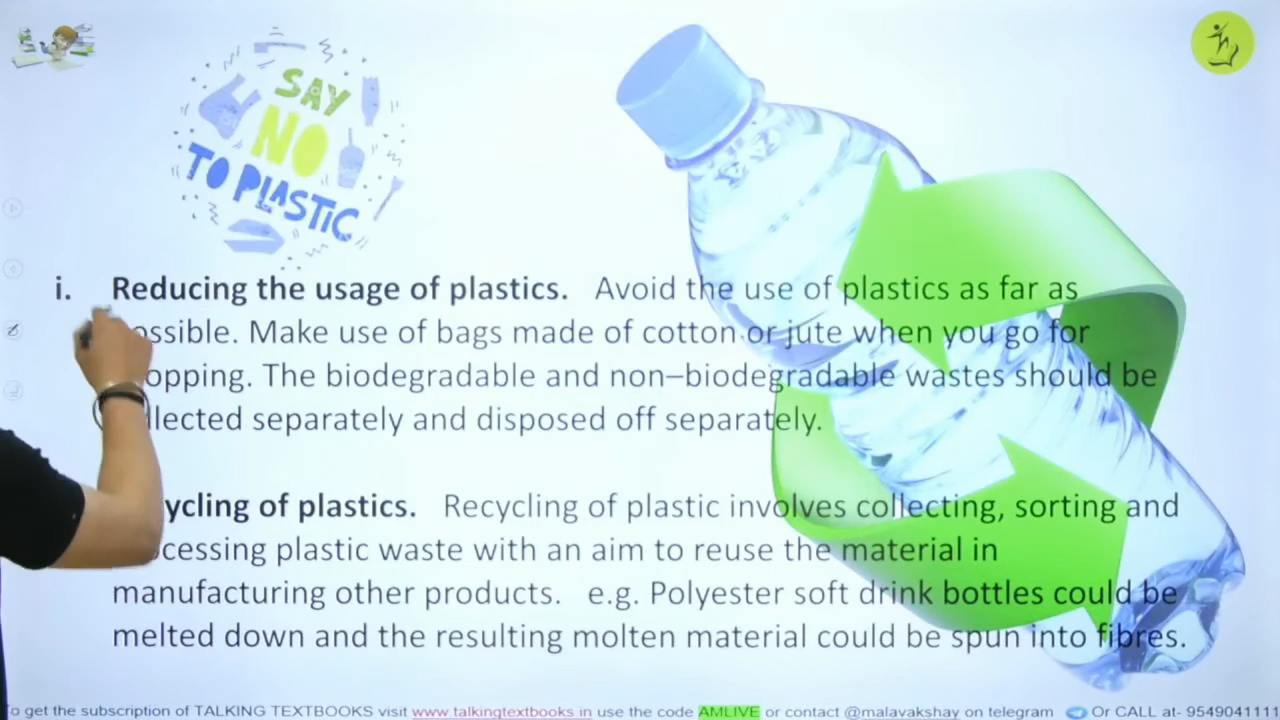 SAY
NO
TO PLASTIC
i. Reducing the usage of plastics. Avoid the use of plastics as far as
ssible. Make use of bags made of cotton or jute when you go for
opping. The biodegradable and non–biodegradable wastes should be
llected separately and disposed off separately.
ycling of plastics. Recycling of plastic involves collecting, sorting and
cessing plastic waste with an aim to reuse the material in
manufacturing other products. e.g. Polyester soft drink bottles could be
melted down and the resulting molten material could be spun into fibres.
o get the subscription of TALKING TEXTBOOKS visit www.talkingtextbooks.in use the code AMLIVE or contact @malavakshay on telegram Or CALL at- 9549041111